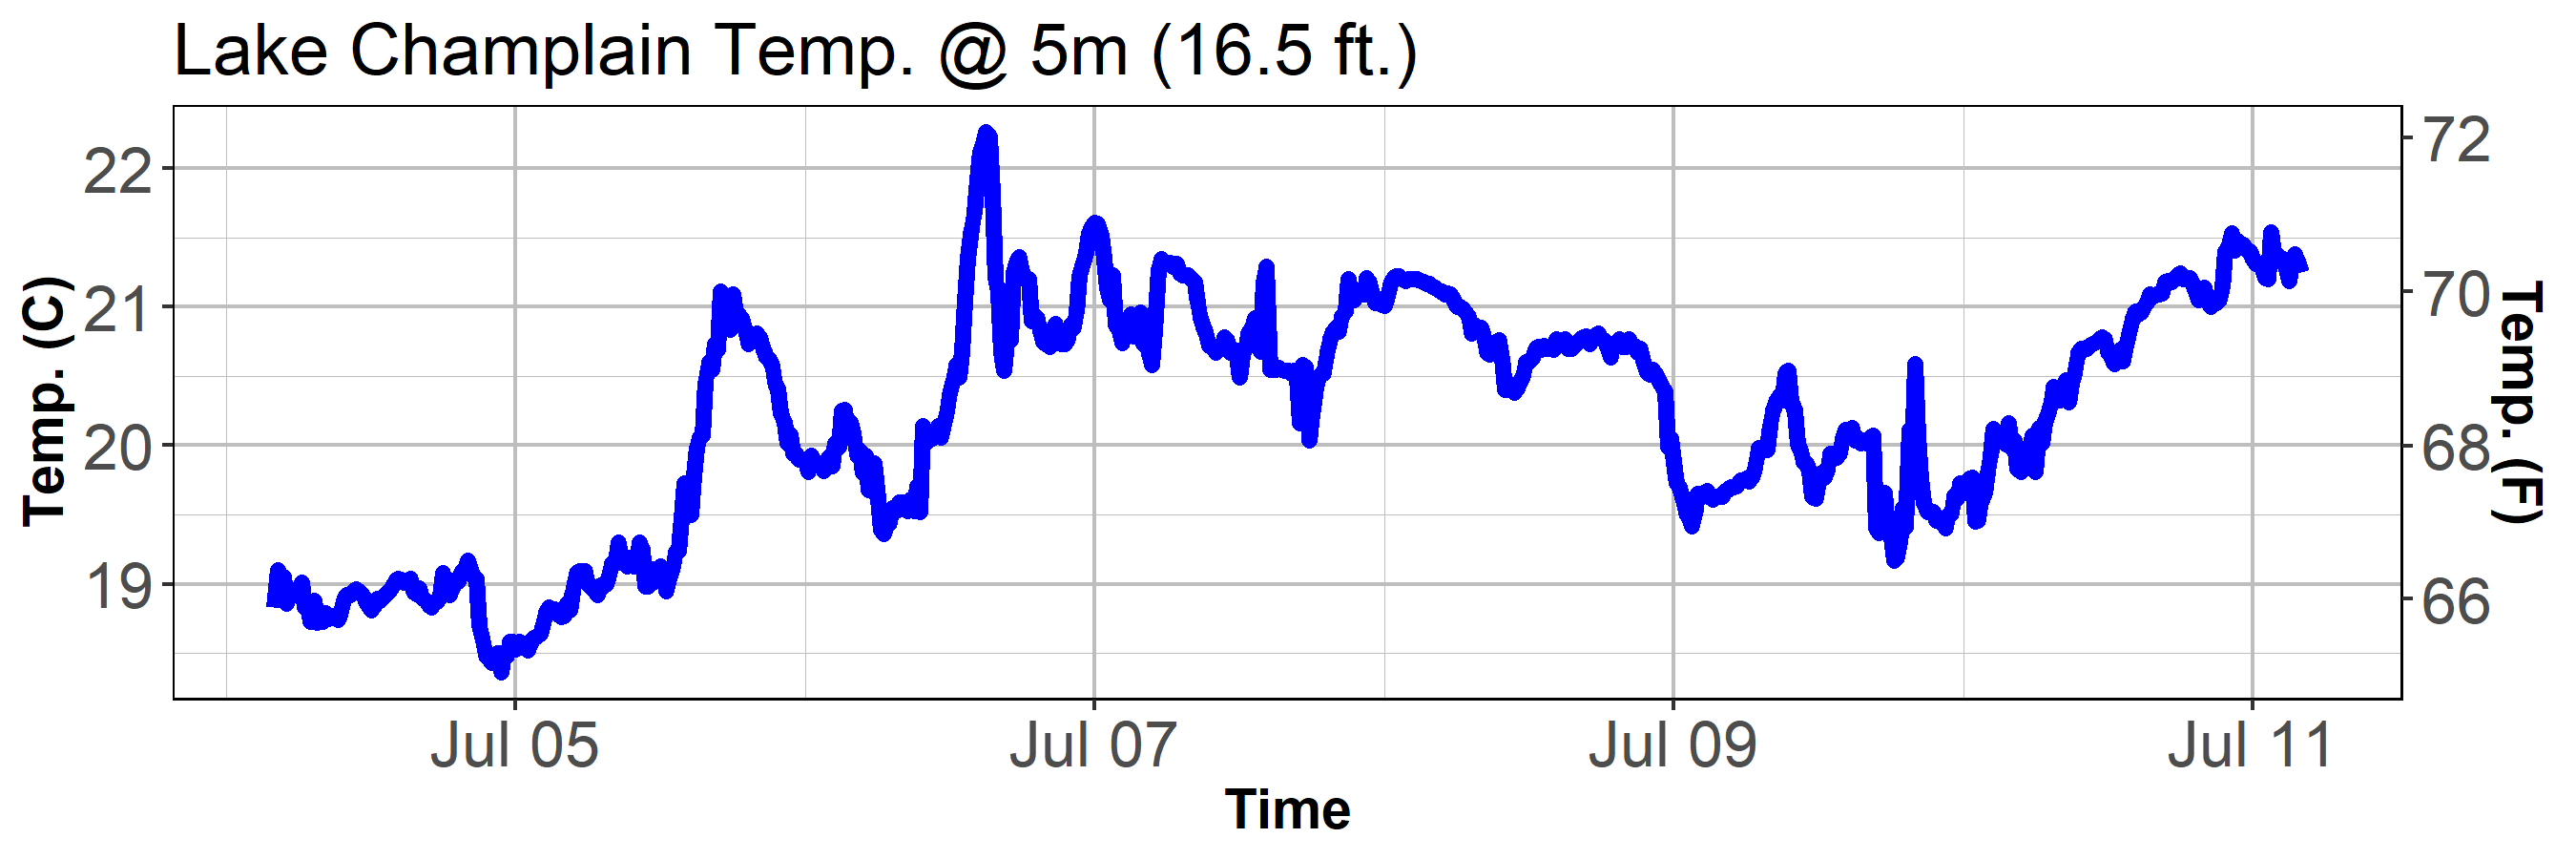 Lake Champlain Temp. @ 5m (16.5 ft.)
Temp. (C)
22
21
20
19
72
70
68
66
Temp. (F)
Jul 05 Jul 07 Jul 09 Jul 11
Time